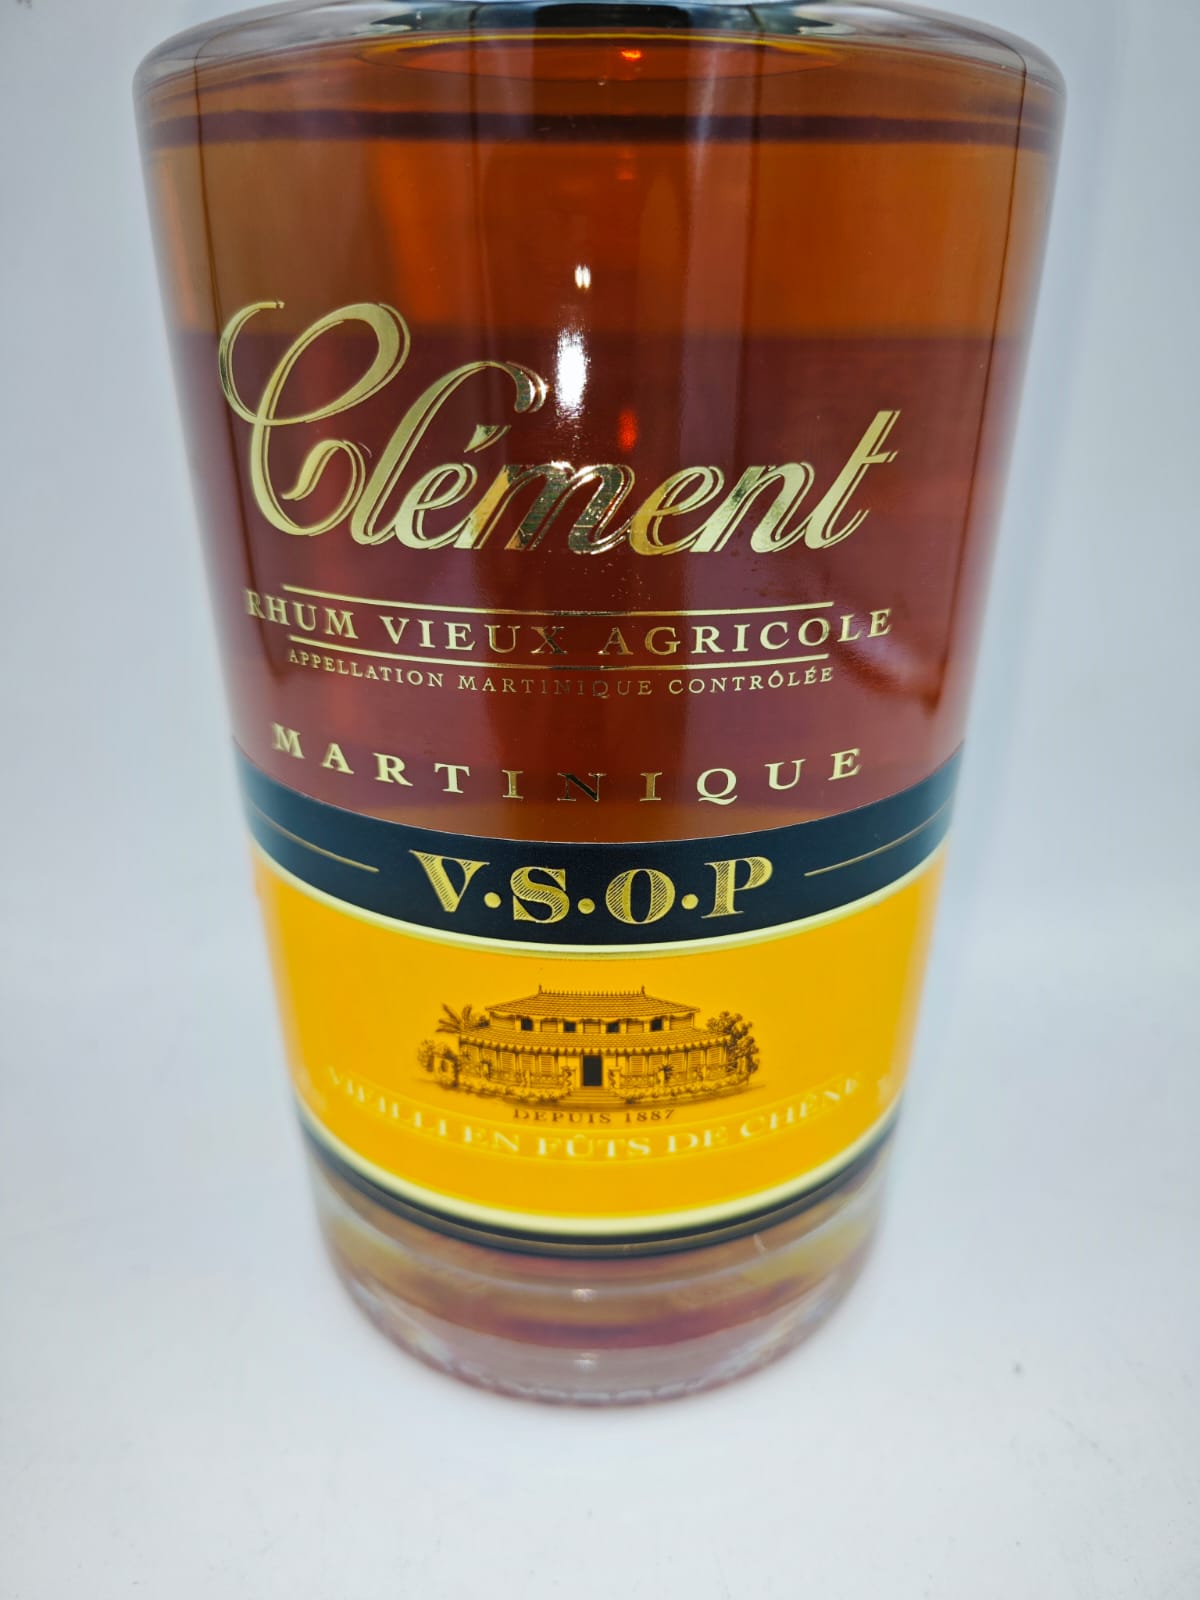 Clément
RHUM VIEUX AGRICOLE
APPELLATION MARTINIQUE CONTRÔLÉE
MARTINIQUE
V.S.O.P
DEPUIS 1887
VIEILLI EN FÛTS DE CHÊNE